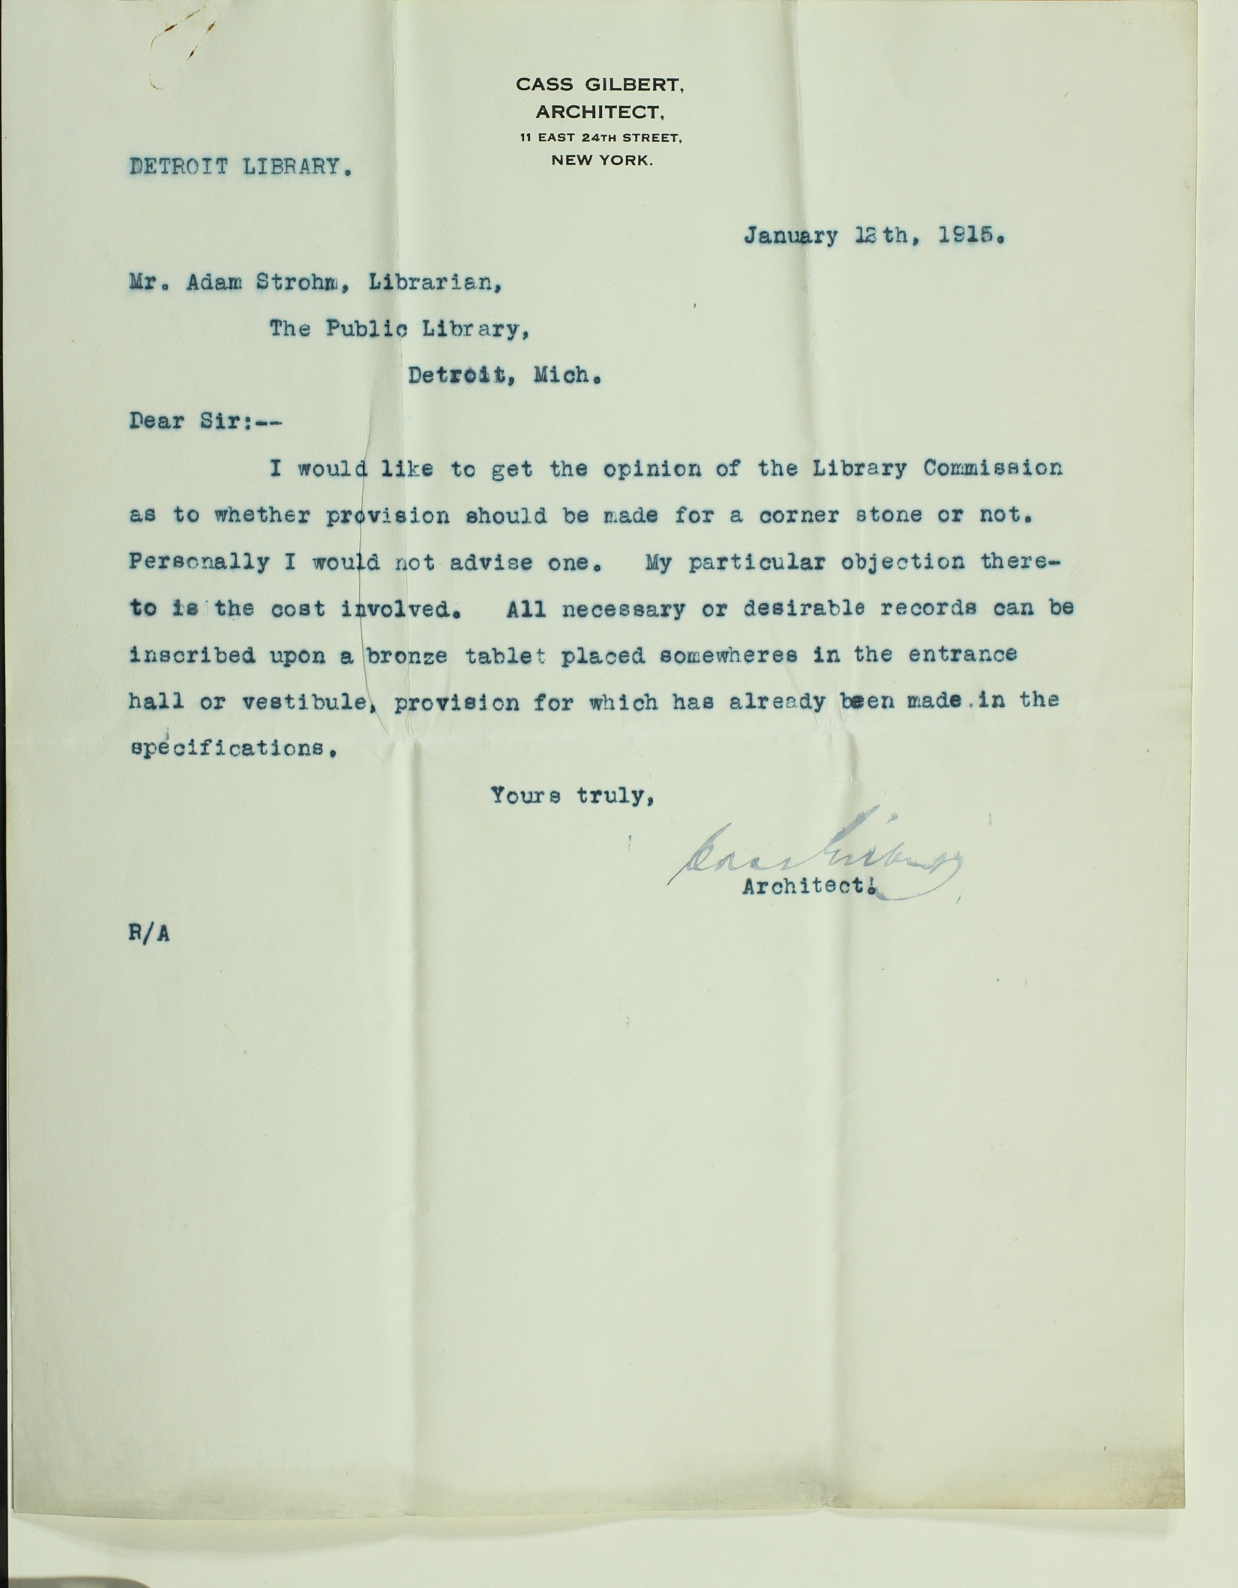 CASS GILBERT,
ARCHITECT,
11 EAST 24TH STREET,
NEW YORK.
DETROIT LIBRARY.
January 12th, 1915.
Mr. Adam Strohm, Librarian,
The Public Library,
Detroit, Mich.
Dear Sir:--
I would like to get the opinion of the Library Commission
as to whether provision should be made for a corner stone or not.
Personally I would not advise one. My particular objection there-
to is the cost involved. All necessary or desirable records can be
inscribed upon a bronze tablet placed somewheres in the entrance
hall or vestibule, provision for which has already been made in the
specifications.
Yours truly,
Cass Gilbert
Architect.
R/A